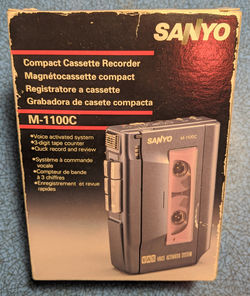 SANYO
Compact Cassette Recorder
Magnétocassette compact
Registratore a cassette
Grabadora de casete compacta
M-1100C
•Voice activated system
•3-digit tape counter
•Quick record and review
•Système à commande
vocale
•Compteur de bande
à 3 chiffres
•Enregistrement et revue
rapides
SANYO
M-1100C
VAS VOICE ACTIVATED SYSTEM